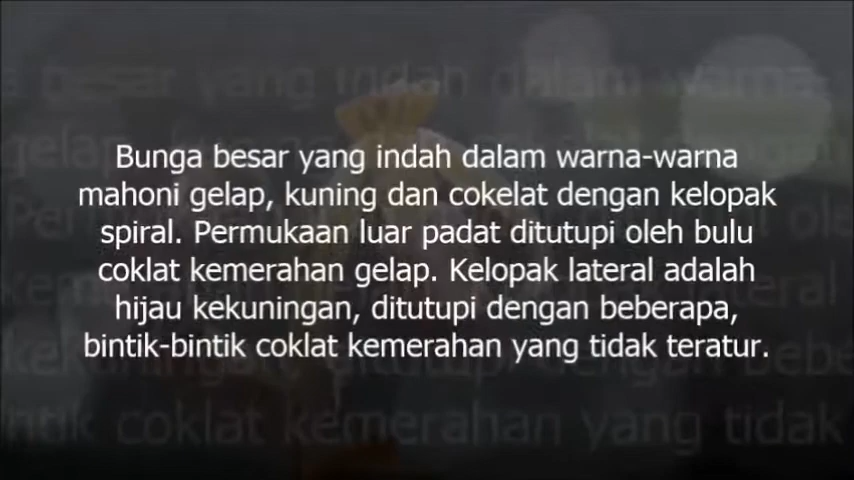 Bunga besar yang indah dalam warna-warna
mahoni gelap, kuning dan cokelat dengan kelopak
spiral. Permukaan luar padat ditutupi oleh bulu
coklat kemerahan gelap. Kelopak lateral adalah
hijau kekuningan, ditutupi dengan beberapa,
bintik-bintik coklat kemerahan yang tidak teratur.